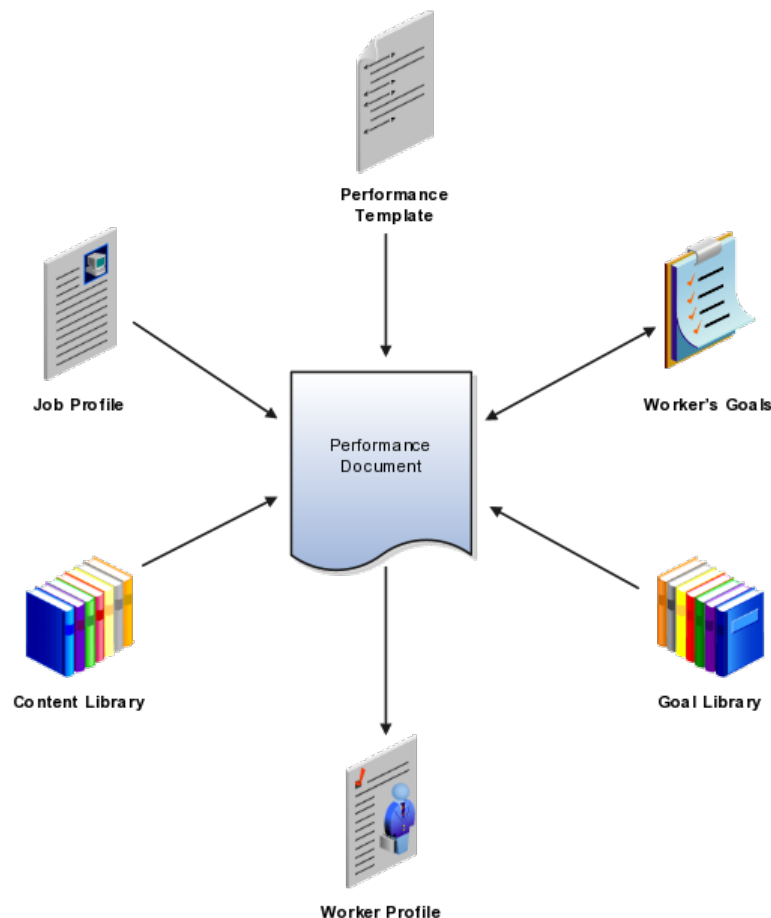 Performance
Template
Job Profile
Worker's Goals
Performance
Document
Content Library
Goal Library
Worker Profile